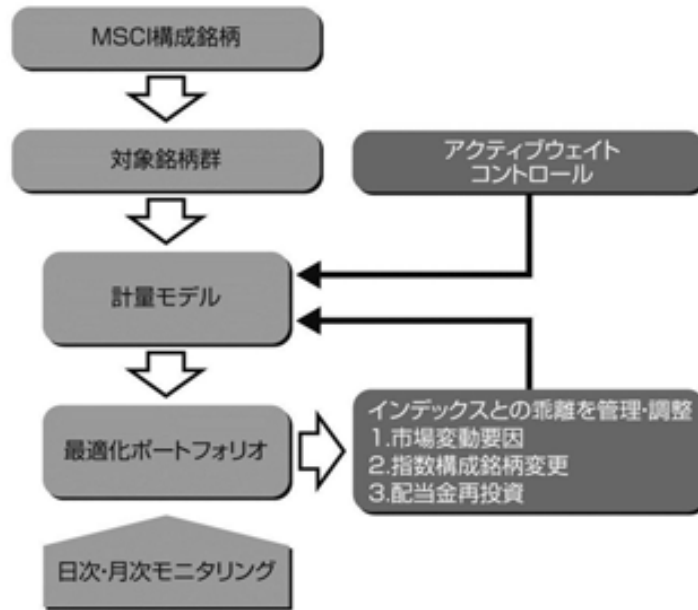 MSCI構成銘柄
対象銘柄群
アクティブウェイト
コントロール
計量モデル
最適化ポートフォリオ
インデックスとの乖離を管理・調整
1.市場変動要因
2.指数構成銘柄変更
3.配当金再投資
日次・月次モニタリング